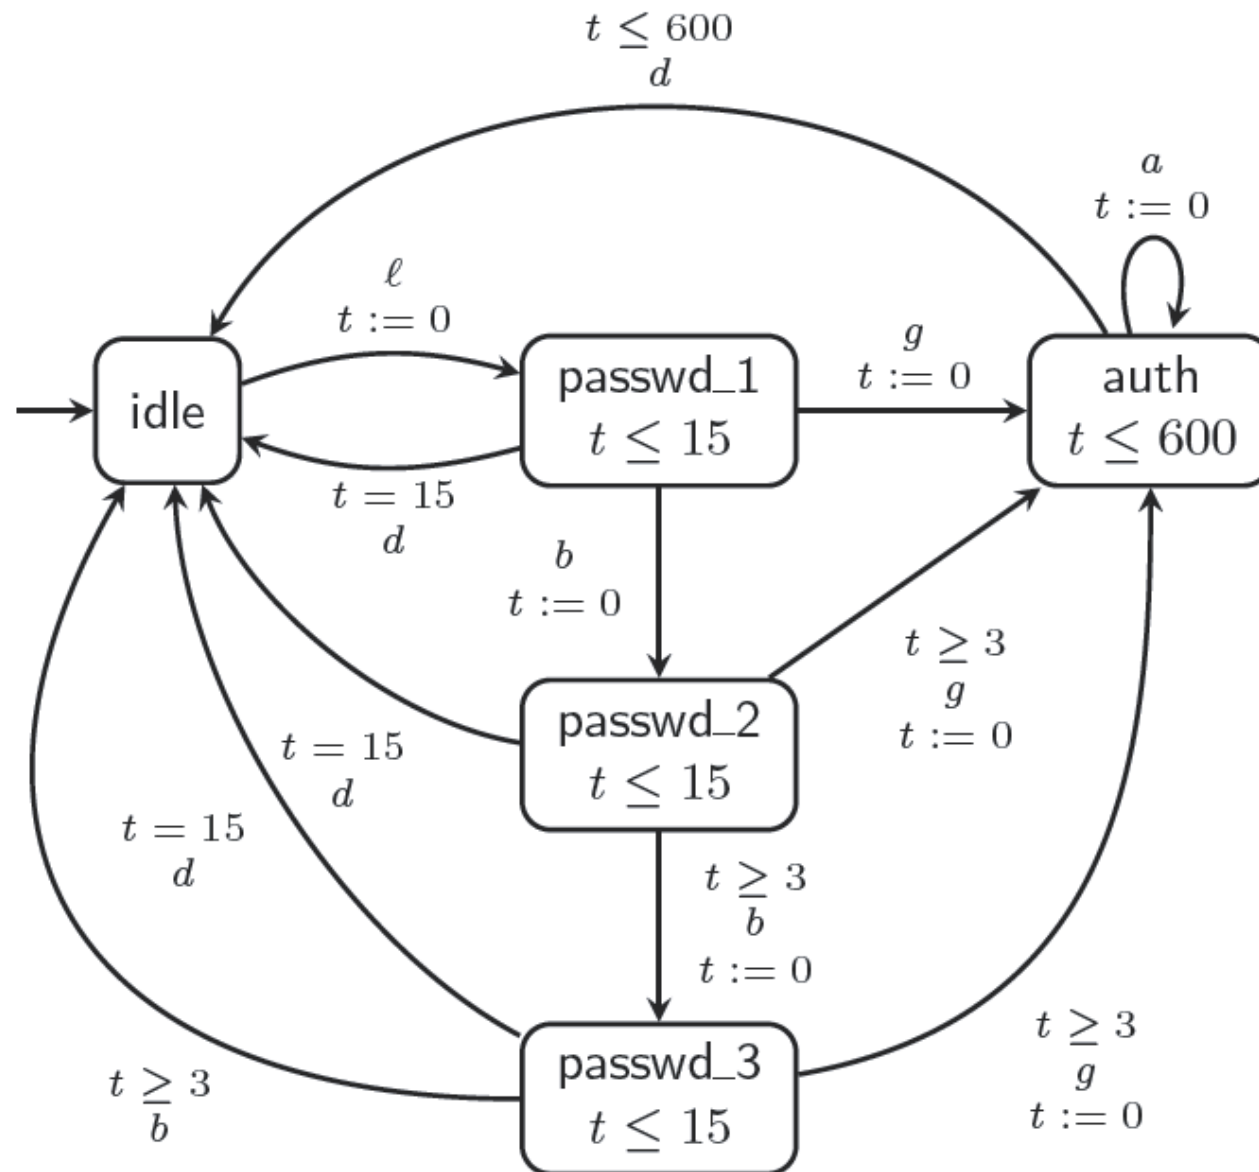 t ≤ 600
d
a
t := 0
ℓ
t := 0
idle
passwd_1
t ≤ 15
g
t := 0
auth
t ≤ 600
t = 15
d
b
t := 0
passwd_2
t ≤ 15
t ≥ 3
g
t := 0
t = 15
d
t = 15
d
t ≥ 3
b
t := 0
passwd_3
t ≤ 15
t ≥ 3
b
t ≥ 3
g
t := 0